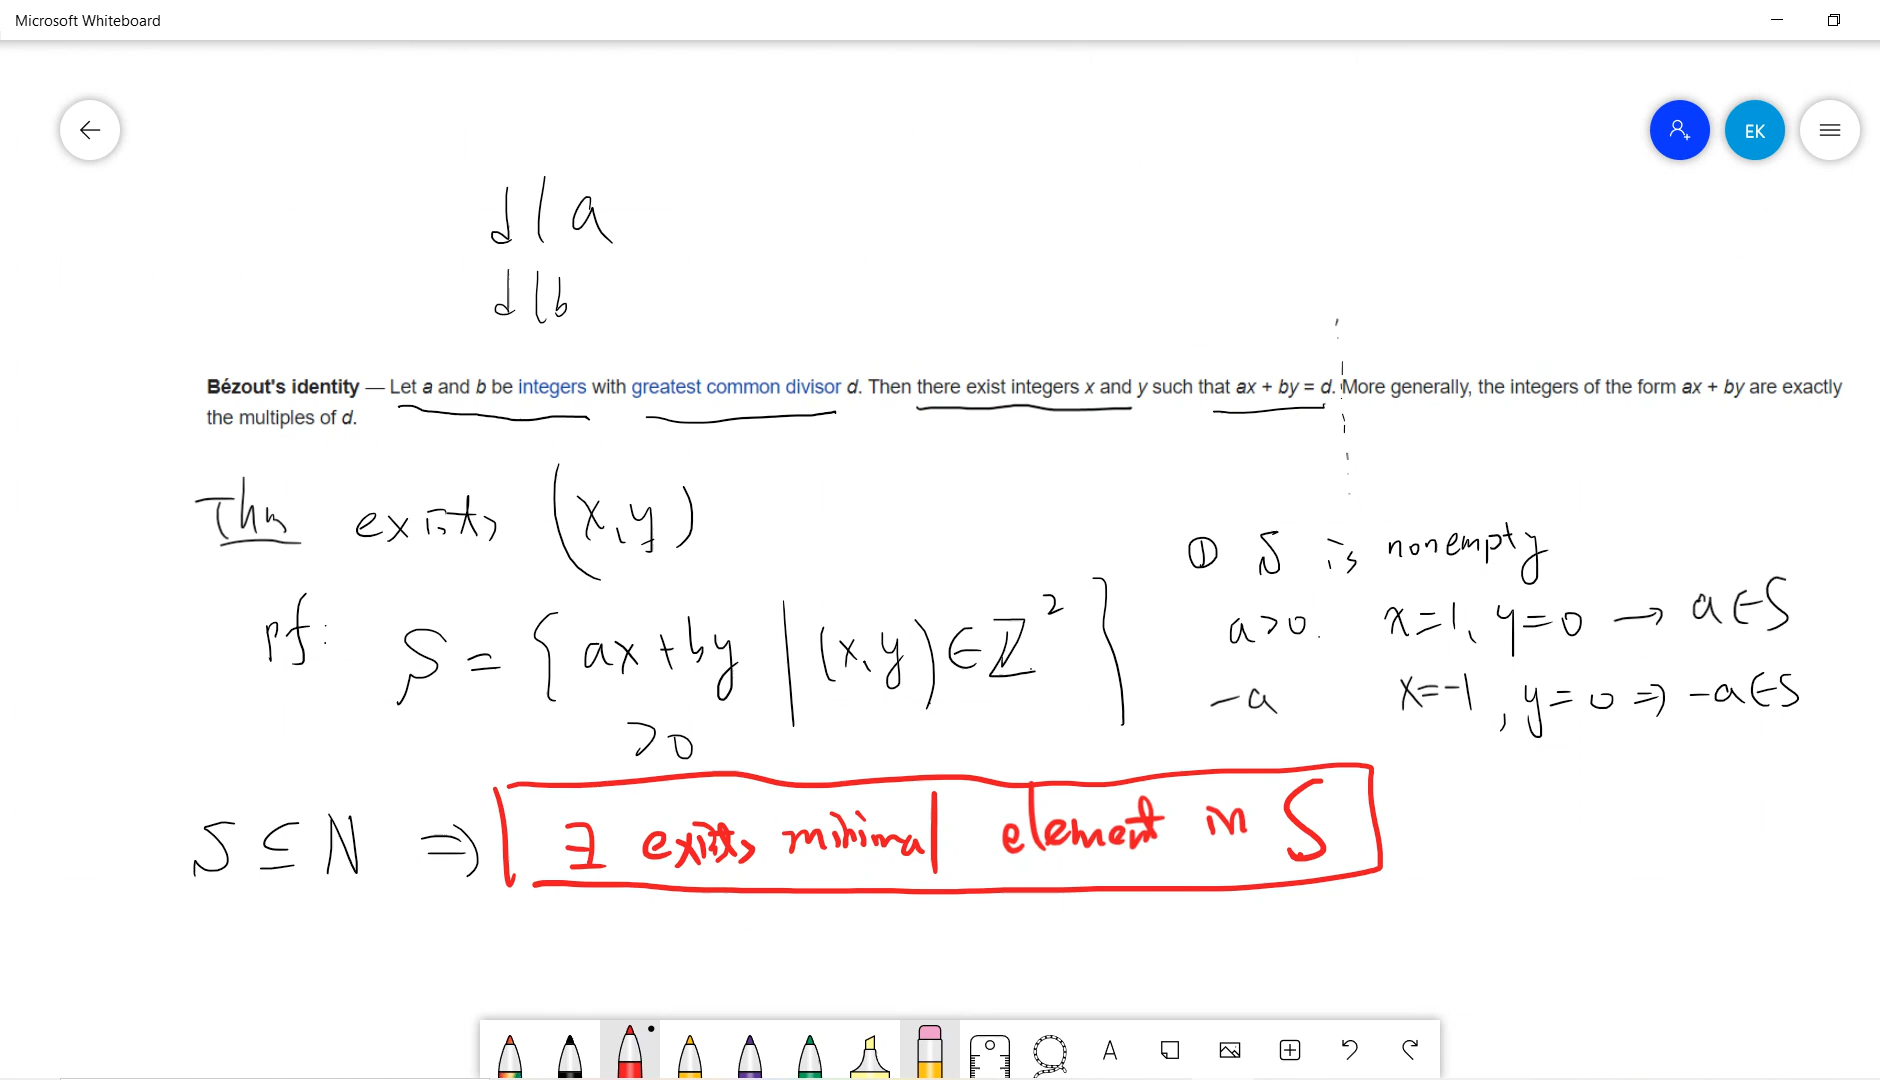 Microsoft Whiteboard
EK
d | a
d | b
Bézout's identity — Let a and b be integers with greatest common divisor d. Then there exist integers x and y such that ax + by = d. More generally, the integers of the form ax + by are exactly
the multiples of d.
Thm exists (x, y)
① S is nonempty
a>0. x=1, y=0 → a∈S
pf: S = { ax+by | (x,y)∈ℤ² }
>0
-a x=-1, y=0 ⇒ -a∈S
S ⊆ N ⇒ ∃ exists minimal element in S
A